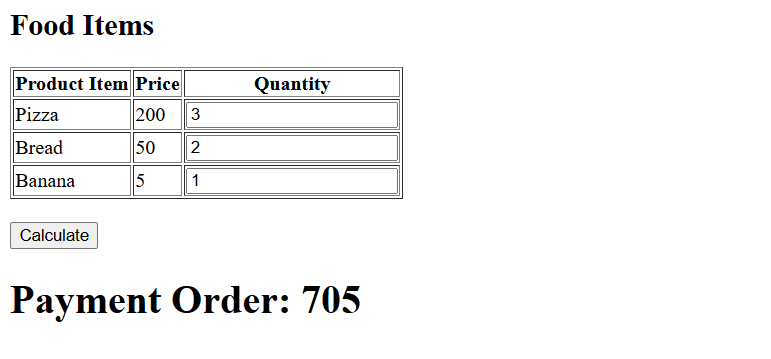 Food Items
Product Item Price Quantity
Pizza 200 3
Bread 50 2
Banana 5 1
Calculate
Payment Order: 705